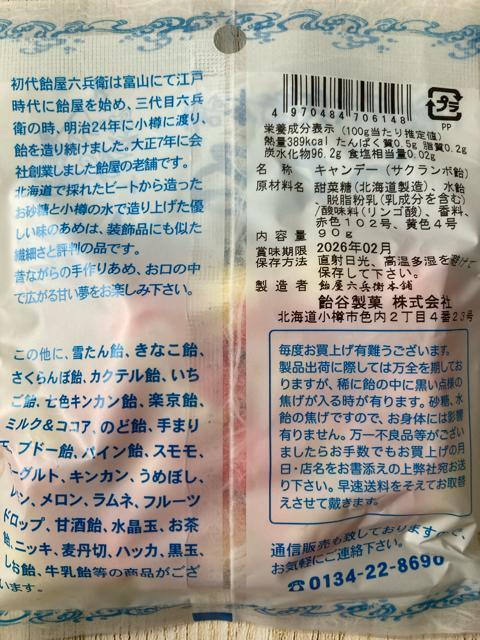 初代飴屋六兵衛は富山にて江戸
時代に飴屋を始め、三代目六兵
衛の時、明治24年に小樽に渡り、
飴を造り続けました。大正7年に会
社創業しました飴屋の老舗です。
北海道で採れたビートから造った
お砂糖と小樽の水で造り上げた優
しい味のあめは、装飾品にも似た
繊細さと評判の品です。
昔ながらの手作りあめ、お口の中
で広がる甘い夢をお楽しみ下さい。
この他に、雪たん飴、きなこ飴、
さくらんぼ飴、カクテル飴、いち
ご飴、七色キンカン飴、楽京飴、
ミルク&ココア、のど飴、手まり
ブドー飴、パイン飴、スモモ、
ーグルト、キンカン、うめぼし、
ン、メロン、ラムネ、フルーツ
ドロップ、甘酒飴、水晶玉、お茶
飴、ニッキ、麦丹切、ハッカ、黒玉、
しお飴、牛乳飴等の商品がござ
います。
4970484706148
プラ
PP
栄養成分表示(100g当たり推定値)
熱量389kcal たんぱく質0.5g 脂質0.2g
炭水化物96.2g 食塩相当量0.02g
名称 キャンデー(サクランボ飴)
原材料名 甜菜糖(北海道製造)、水飴
、脱脂粉乳(乳成分を含む)
/酸味料(リンゴ酸)、香料、
赤色102号、黄色4号
内容量 90g
賞味期限 2026年02月
保存方法 直射日光、高温多湿を避けて
保存して下さい。
製造者 飴屋六兵衛本舗
飴谷製菓 株式会社
北海道小樽市色内2丁目4番23号
毎度お買上げ有難うございます。
製品出荷に際しては万全を期してお
りますが、稀に飴の中に黒い点様の
焦げが入る時が有ります。砂糖、水
飴の焦げですので、お身体には影響
有りません。万一不良品等がござい
ましたらお手数でもお買上げの月
日・店名をお書添えの上弊社宛お送
り下さい。早速送料をそえてお取替
えさせて戴きます。
通信販売も致しておりますので、
お気軽にご連絡下さい。
☎0134-22-8690